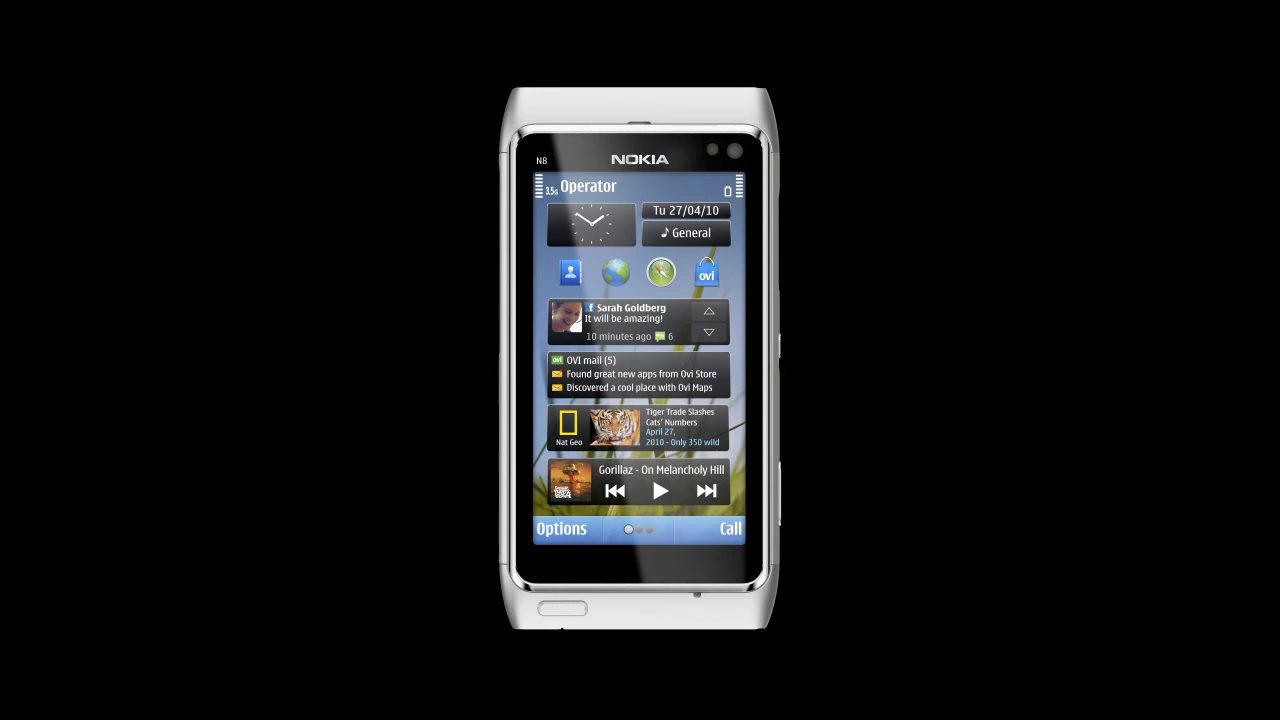 N8
NOKIA
3.5G Operator
Tu 27/04/10
General
ovi
Sarah Goldberg
It will be amazing!
10 minutes ago 6
ovi OVI mail (5)
Found great new apps from Ovi Store
Discovered a cool place with Ovi Maps
Nat Geo
Tiger Trade Slashes
Cats' Numbers
April 27,
2010 - Only 350 wild
Gorillaz - On Melancholy Hill
Options
Call